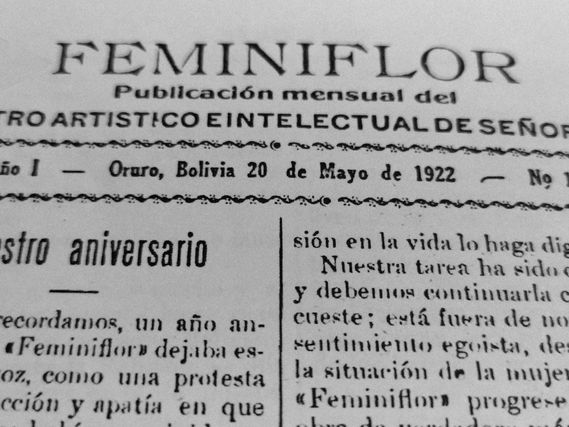 FEMINIFLOR
Publicación mensual del
TRO ARTISTICO E INTELECTUAL DE SEÑOR
ño I — Oruro, Bolivia 20 de Mayo de 1922 — No 1
stro aniversario
recordamos, un año an-
«Feminiflor» dejaba es-
oz, como una protesta
cción y apatía en que
sión en la vida lo haga dig
Nuestra tarea ha sido
y debemos continuarla c
cueste; está fuera de no
sentimiento egoista, des
la situación de la mujer
«Feminiflor» progrese